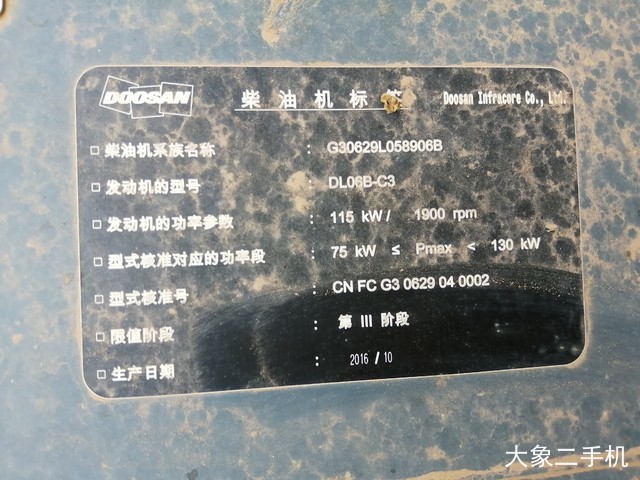 DOOSAN 柴油机标签 Doosan Infracore Co., Ltd.
□ 柴油机系族名称 : G30629L058906B
□ 发动机的型号 : DL06B-C3
□ 发动机的功率参数 : 115 kW / 1900 rpm
□ 型式核准对应的功率段 : 75 kW ≤ Pmax < 130 kW
□ 型式核准号 : CN FC G3 0629 04 0002
□ 限值阶段 : 第 III 阶段
□ 生产日期 : 2016 / 10
大象二手机